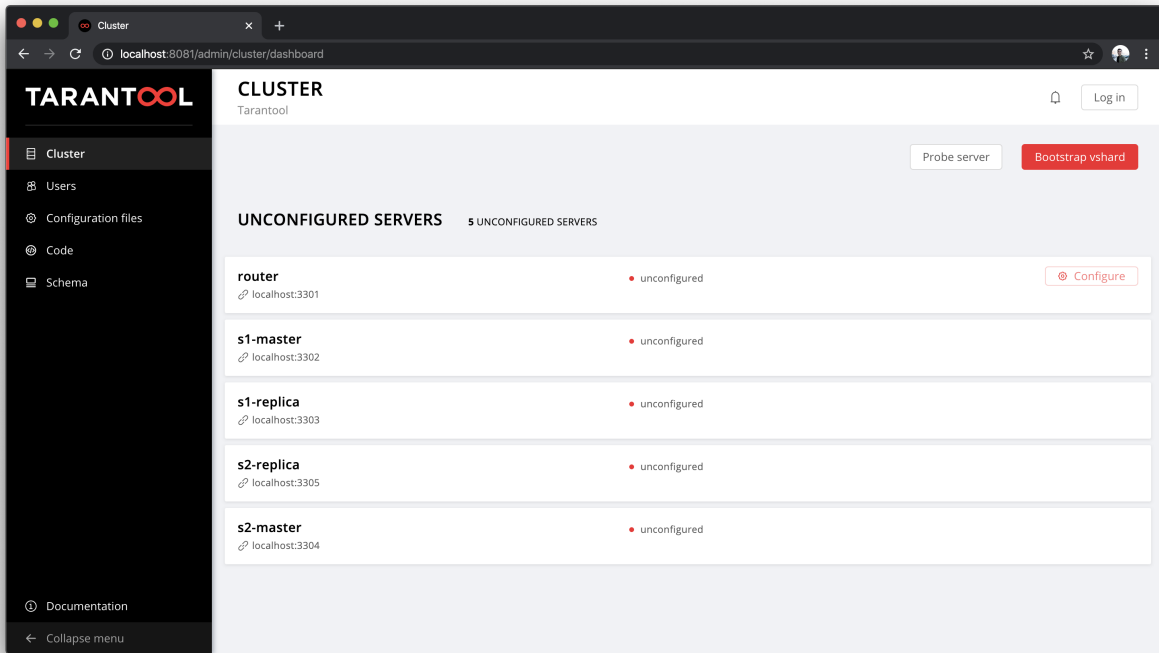 Cluster
localhost:8081/admin/cluster/dashboard
TARANTOOL
Cluster
Users
Configuration files
Code
Schema
Documentation
Collapse menu
CLUSTER
Tarantool
Log in
Probe server
Bootstrap vshard
UNCONFIGURED SERVERS 5 UNCONFIGURED SERVERS
router unconfigured Configure
localhost:3301
s1-master unconfigured
localhost:3302
s1-replica unconfigured
localhost:3303
s2-replica unconfigured
localhost:3305
s2-master unconfigured
localhost:3304